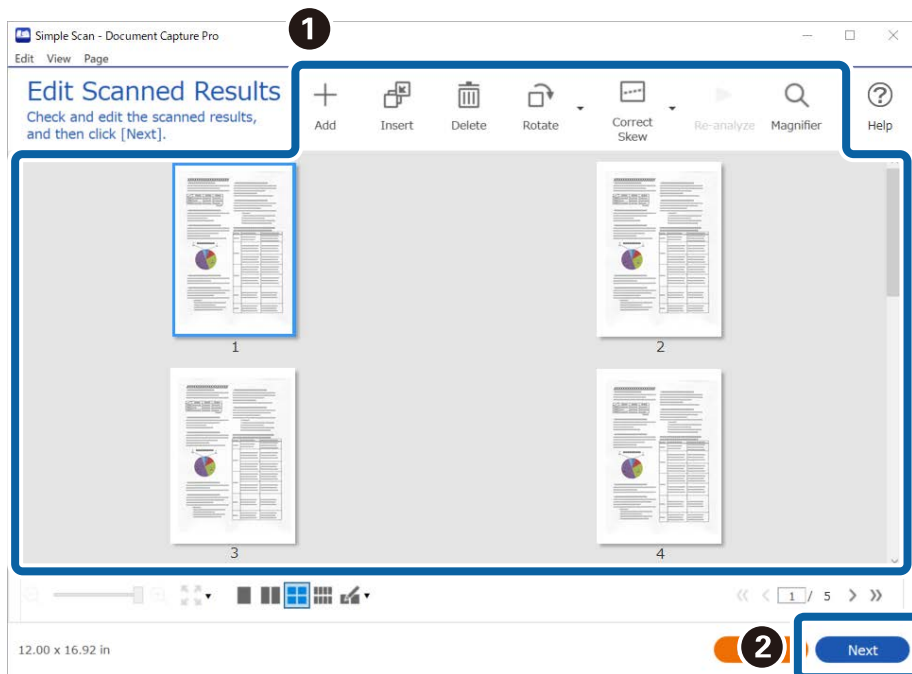 1
Simple Scan - Document Capture Pro
Edit View Page
Edit Scanned Results
Check and edit the scanned results,
and then click [Next].
Add
Insert
Delete
Rotate
Correct
Skew
Re-analyze
Magnifier
Help
1
2
3
4
1 / 5
12.00 x 16.92 in
2
Next